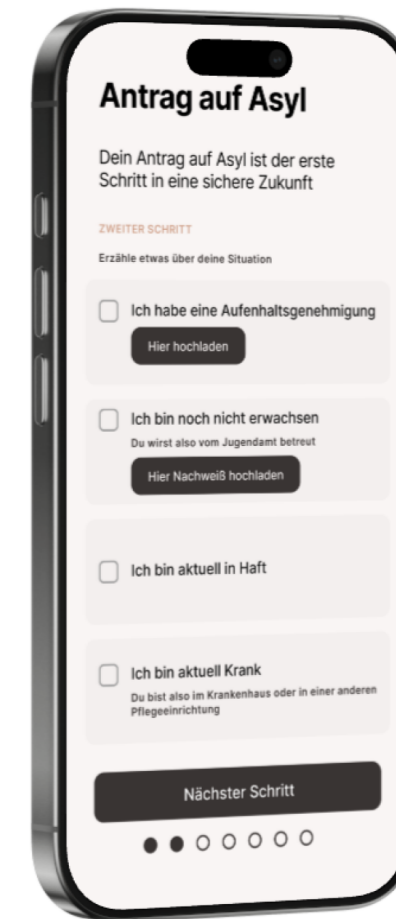 Antrag auf Asyl
Dein Antrag auf Asyl ist der erste
Schritt in eine sichere Zukunft
ZWEITER SCHRITT
Erzähle etwas über deine Situation
Ich habe eine Aufenhaltsgenehmigung
Hier hochladen
Ich bin noch nicht erwachsen
Du wirst also vom Jugendamt betreut
Hier Nachweiß hochladen
Ich bin aktuell in Haft
Ich bin aktuell Krank
Du bist also im Krankenhaus oder in einer anderen
Pflegeeinrichtung
Nächster Schritt